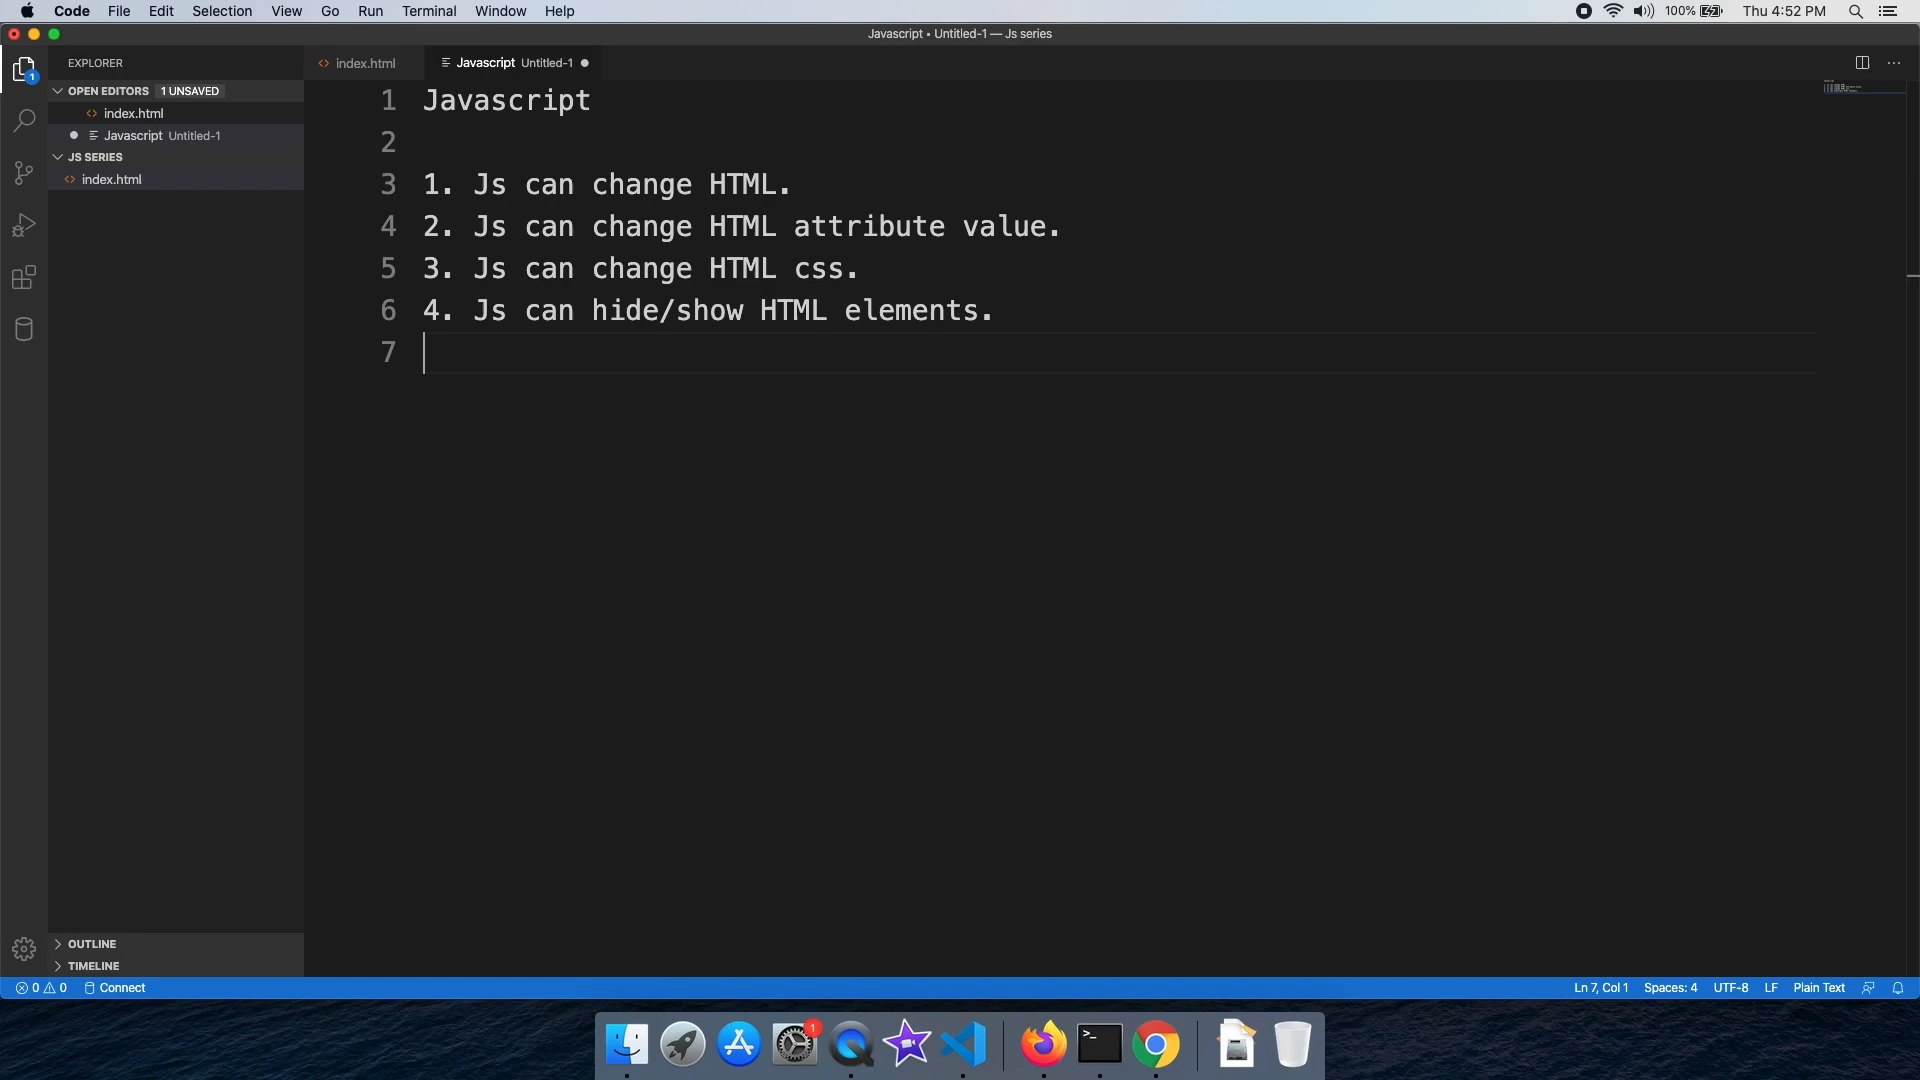 Code File Edit Selection View Go Run Terminal Window Help 100% Thu 4:52 PM
Javascript • Untitled-1 — Js series
EXPLORER
index.html
Javascript Untitled-1
OPEN EDITORS 1 UNSAVED
index.html
Javascript Untitled-1
JS SERIES
index.html
1
1 Javascript
2
3 1. Js can change HTML.
4 2. Js can change HTML attribute value.
5 3. Js can change HTML css.
6 4. Js can hide/show HTML elements.
7
OUTLINE
TIMELINE
0 0 Connect
Ln 7, Col 1 Spaces: 4 UTF-8 LF Plain Text
1
>_